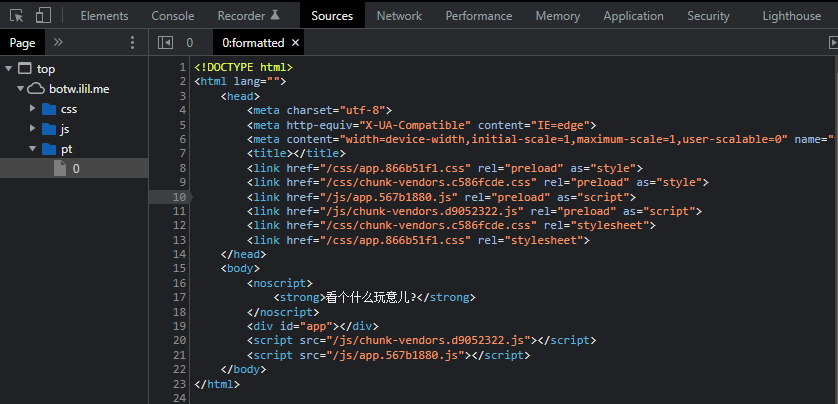 Elements Console Recorder Sources Network Performance Memory Application Security Lighthouse
Page » 0 0:formatted ×
top
botw.ilil.me
css
js
pt
0
1 <!DOCTYPE html>
2 <html lang="">
3 <head>
4 <meta charset="utf-8">
5 <meta http-equiv="X-UA-Compatible" content="IE=edge">
6 <meta content="width=device-width,initial-scale=1,maximum-scale=1,user-scalable=0" name="
7 <title></title>
8 <link href="/css/app.866b51f1.css" rel="preload" as="style">
9 <link href="/css/chunk-vendors.c586fcde.css" rel="preload" as="style">
10 <link href="/js/app.567b1880.js" rel="preload" as="script">
11 <link href="/js/chunk-vendors.d9052322.js" rel="preload" as="script">
12 <link href="/css/chunk-vendors.c586fcde.css" rel="stylesheet">
13 <link href="/css/app.866b51f1.css" rel="stylesheet">
14 </head>
15 <body>
16 <noscript>
17 <strong>看个什么玩意儿?</strong>
18 </noscript>
19 <div id="app"></div>
20 <script src="/js/chunk-vendors.d9052322.js"></script>
21 <script src="/js/app.567b1880.js"></script>
22 </body>
23 </html>
24